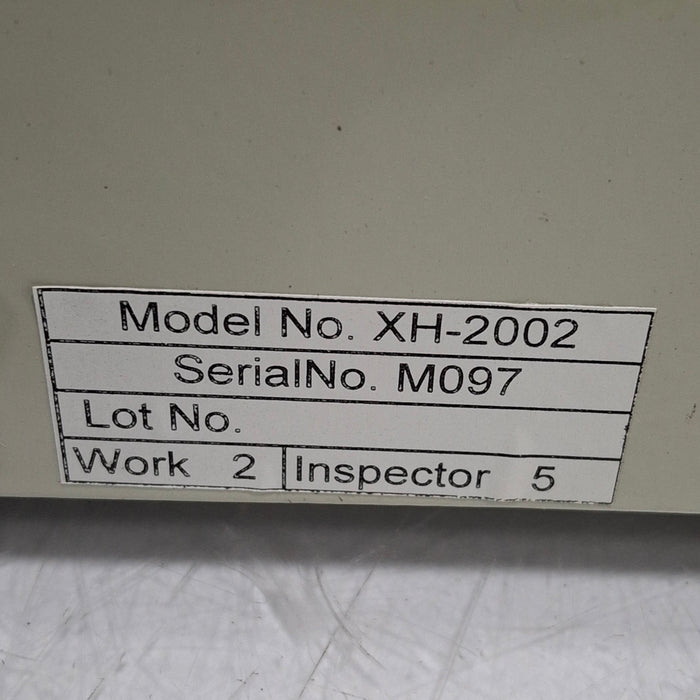 Model No. XH-2002
SerialNo. M097
Lot No.
Work 2 Inspector 5